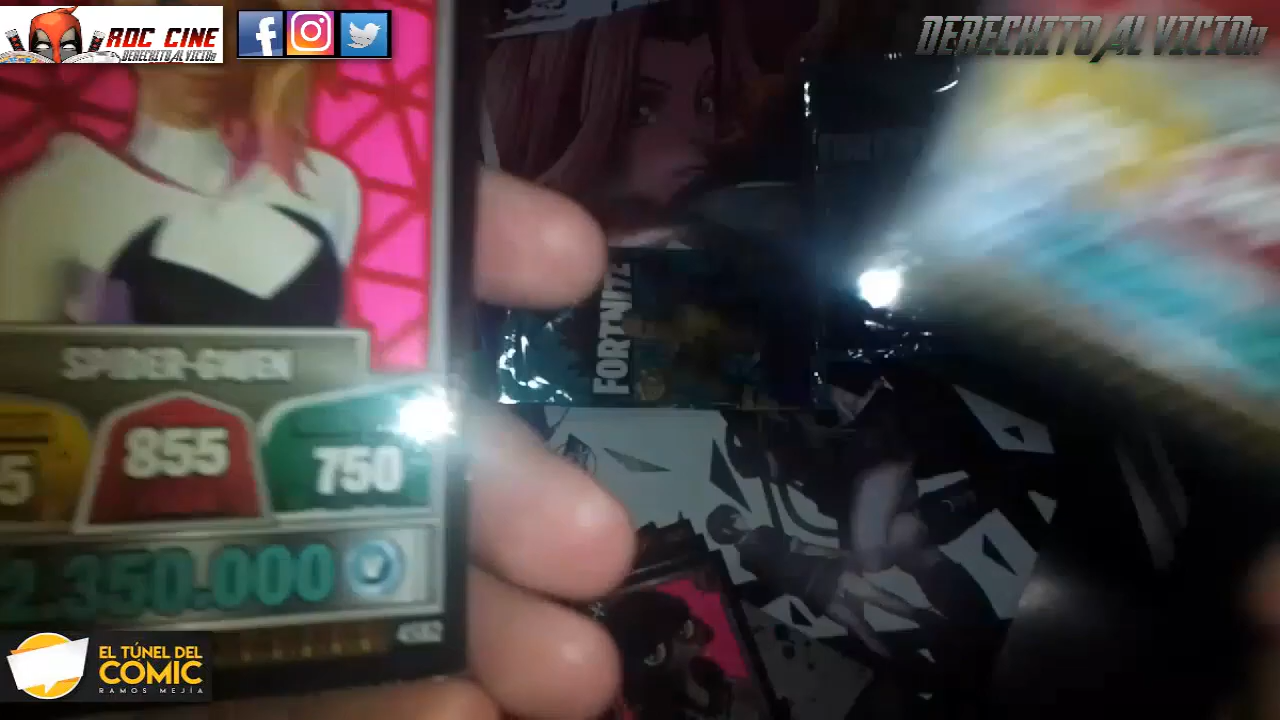 ROC CINE
DERECHITO AL VICIO!!
f
DERECHITO AL VICIO!!
FORTNITE
SPIDER-GWEN
5
855
750
2.350.000
EL TÚNEL DEL
COMIC
RAMOS MEJÍA